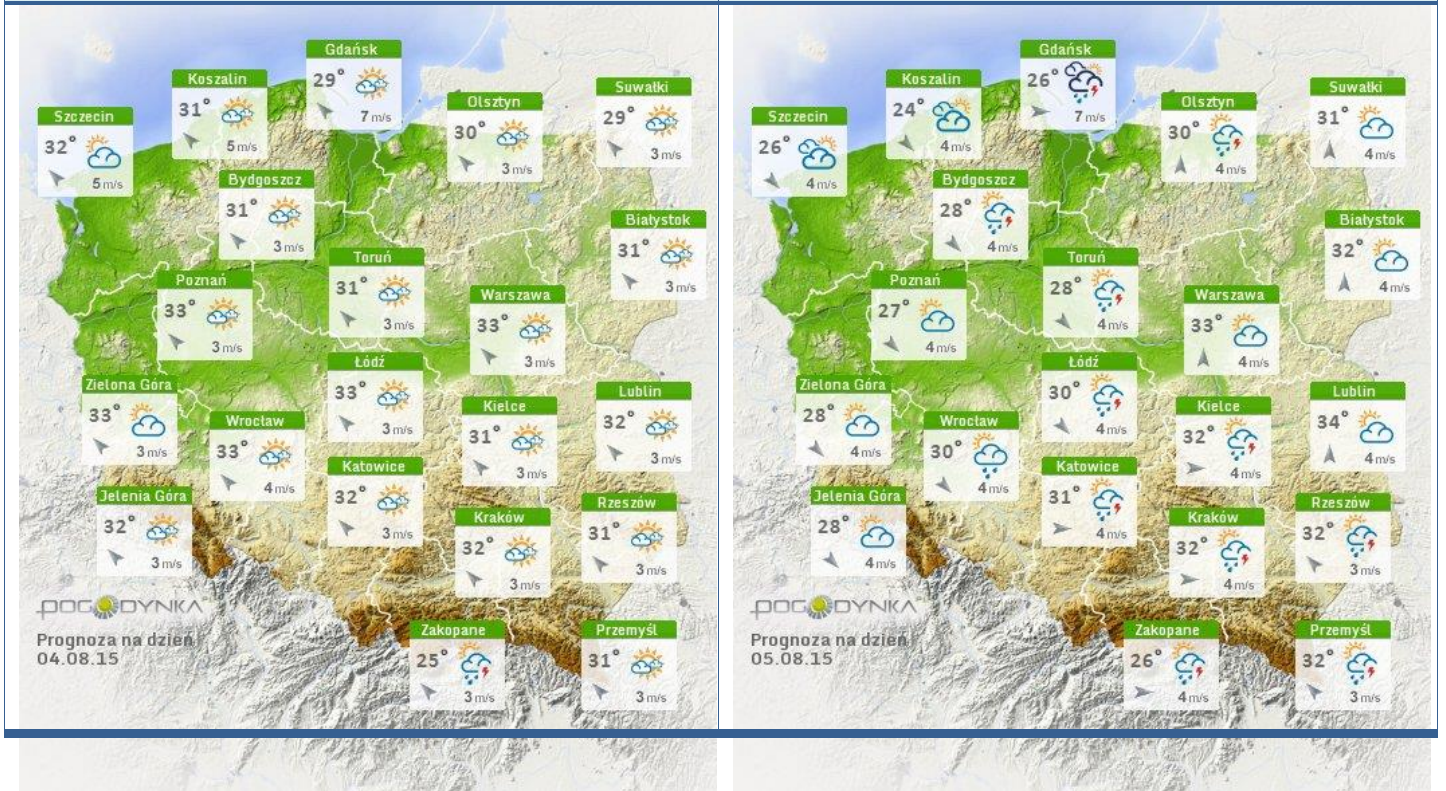 Gdańsk
29°
7 m/s
Koszalin
31°
5 m/s
Suwałki
29°
3 m/s
Olsztyn
30°
3 m/s
Szczecin
32°
5 m/s
Bydgoszcz
31°
3 m/s
Białystok
31°
3 m/s
Toruń
31°
3 m/s
Poznań
33°
3 m/s
Warszawa
33°
3 m/s
Łódź
33°
3 m/s
Zielona Góra
33°
3 m/s
Lublin
32°
3 m/s
Kielce
31°
3 m/s
Wrocław
33°
4 m/s
Katowice
32°
3 m/s
Jelenia Góra
32°
3 m/s
Rzeszów
31°
3 m/s
Kraków
32°
3 m/s
POGODYNKA
Prognoza na dzień
04.08.15
Zakopane
25°
3 m/s
Przemyśl
31°
3 m/s
Gdańsk
26°
7 m/s
Koszalin
24°
4 m/s
Suwałki
31°
4 m/s
Olsztyn
30°
4 m/s
Szczecin
26°
4 m/s
Bydgoszcz
28°
4 m/s
Białystok
32°
4 m/s
Toruń
28°
4 m/s
Poznań
27°
4 m/s
Warszawa
33°
4 m/s
Łódź
30°
4 m/s
Zielona Góra
28°
4 m/s
Lublin
34°
4 m/s
Kielce
32°
4 m/s
Wrocław
30°
4 m/s
Katowice
31°
4 m/s
Jelenia Góra
28°
4 m/s
Rzeszów
32°
3 m/s
Kraków
32°
4 m/s
POGODYNKA
Prognoza na dzień
05.08.15
Zakopane
26°
4 m/s
Przemyśl
32°
3 m/s